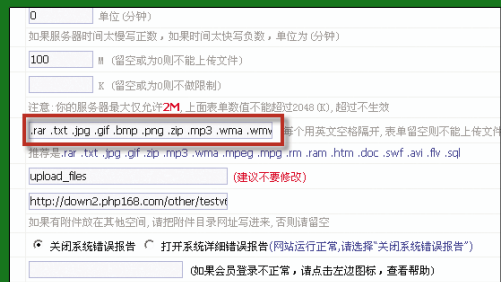 0 单位(分钟)
如果服务器时间太慢写正数,如果时间太快写负数,单位为(分钟)
100 M (留空或为0则不能上传文件)
K (留空或为0则不做限制)
注意:你的服务器最大仅允许2M,上面表单数值不能超过2048(K),超过不生效
.rar .txt .jpg .gif .bmp .png .zip .mp3 .wma .wmv 每个用英文空格隔开,表单留空则不能上传文件
推荐是.rar .txt .jpg .gif .zip .mp3 .wma .mpeg .mpg .rm .ram .htm .doc .swf .avi .flv .sql
upload_files (建议不要修改)
http://down2.php168.com/other/testv
如果有附件放在其他空间,请把附件目录网址写进来,否则请留空
关闭系统错误报告 打开系统详细错误报告(网站运行正常,请选择“关闭系统错误报告”)
(如果会员登录不正常,请点击左边图标,查看帮助)